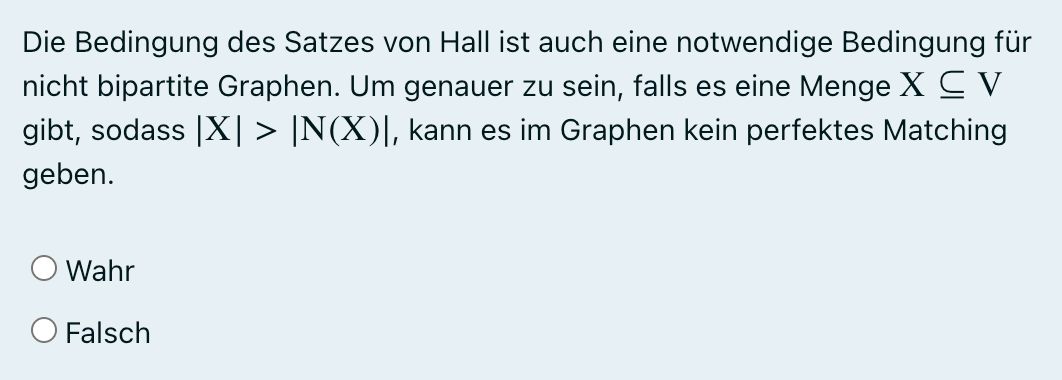 Die Bedingung des Satzes von Hall ist auch eine notwendige Bedingung für
nicht bipartite Graphen. Um genauer zu sein, falls es eine Menge X ⊆ V
gibt, sodass |X| > |N(X)|, kann es im Graphen kein perfektes Matching
geben.
Wahr
Falsch